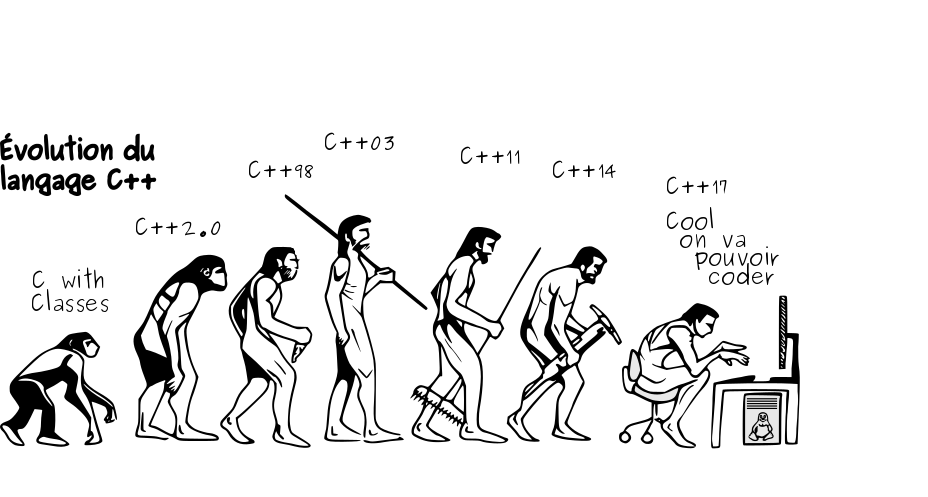 Évolution du
langage C++
C with
Classes
C++2.0
C++98
C++03
C++11
C++14
C++17
Cool
on va
pouvoir
coder